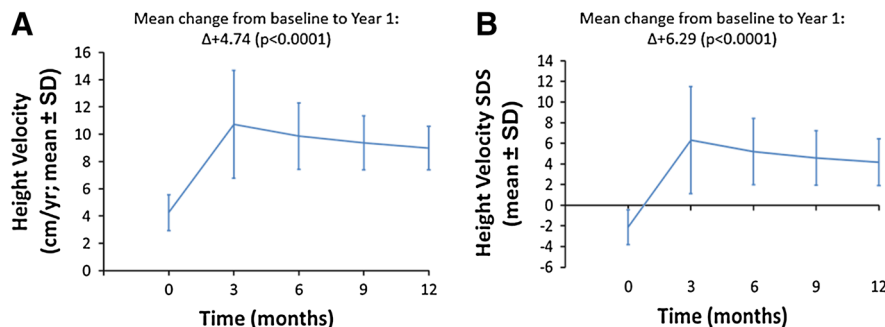 A
Mean change from baseline to Year 1:
Δ+4.74 (p<0.0001)
Height Velocity
(cm/yr; mean ± SD)
16
14
12
10
8
6
4
2
0
0 3 6 9 12
Time (months)
B
Mean change from baseline to Year 1:
Δ+6.29 (p<0.0001)
Height Velocity SDS
(mean ± SD)
14
12
10
8
6
4
2
0
-2
-4
-6
0 3 6 9 12
Time (months)